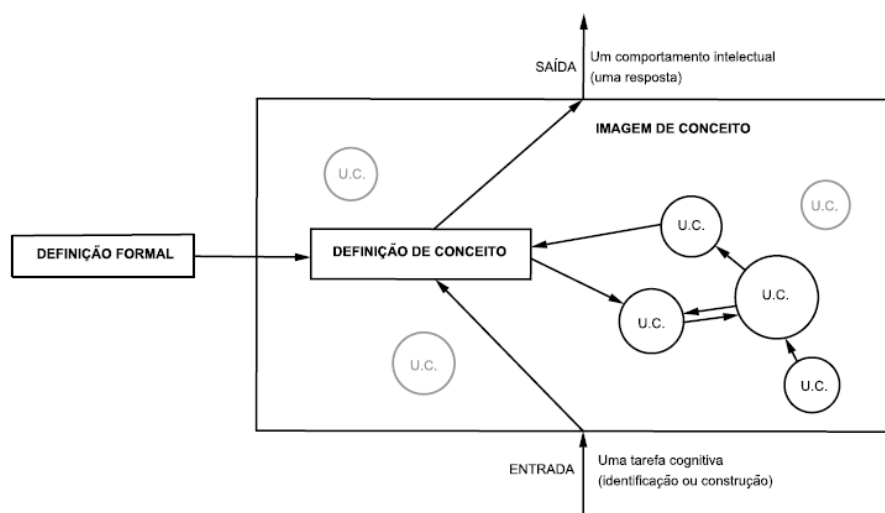 SAÍDA
Um comportamento intelectual
(uma resposta)
IMAGEM DE CONCEITO
U.C.
U.C.
U.C.
DEFINIÇÃO FORMAL
DEFINIÇÃO DE CONCEITO
U.C.
U.C.
U.C.
U.C.
ENTRADA
Uma tarefa cognitiva
(identificação ou construção)